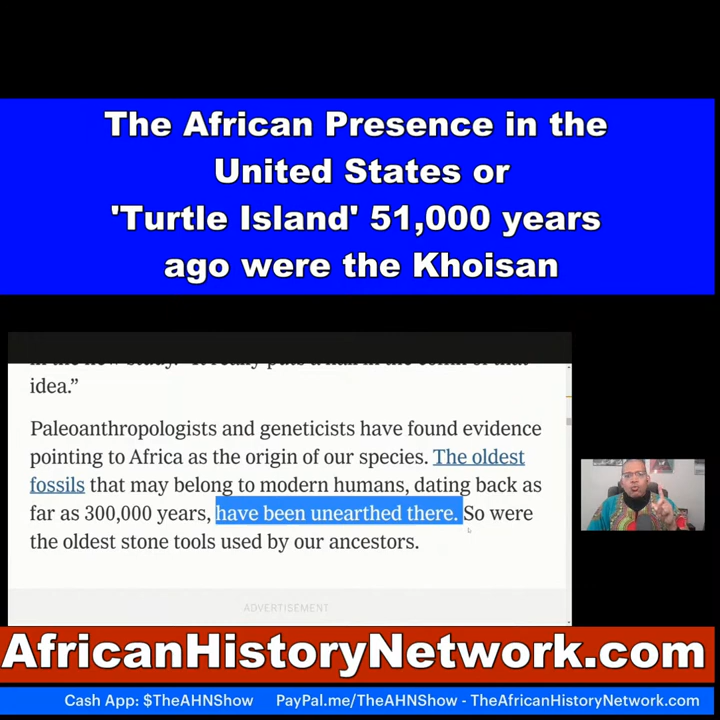 The African Presence in the
United States or
'Turtle Island' 51,000 years
ago were the Khoisan
idea.”
Paleoanthropologists and geneticists have found evidence
pointing to Africa as the origin of our species. The oldest
fossils that may belong to modern humans, dating back as
far as 300,000 years, have been unearthed there. So were
the oldest stone tools used by our ancestors.
ADVERTISEMENT
AfricanHistoryNetwork.com
Cash App: $TheAHNShow PayPal.me/TheAHNShow - TheAfricanHistoryNetwork.com